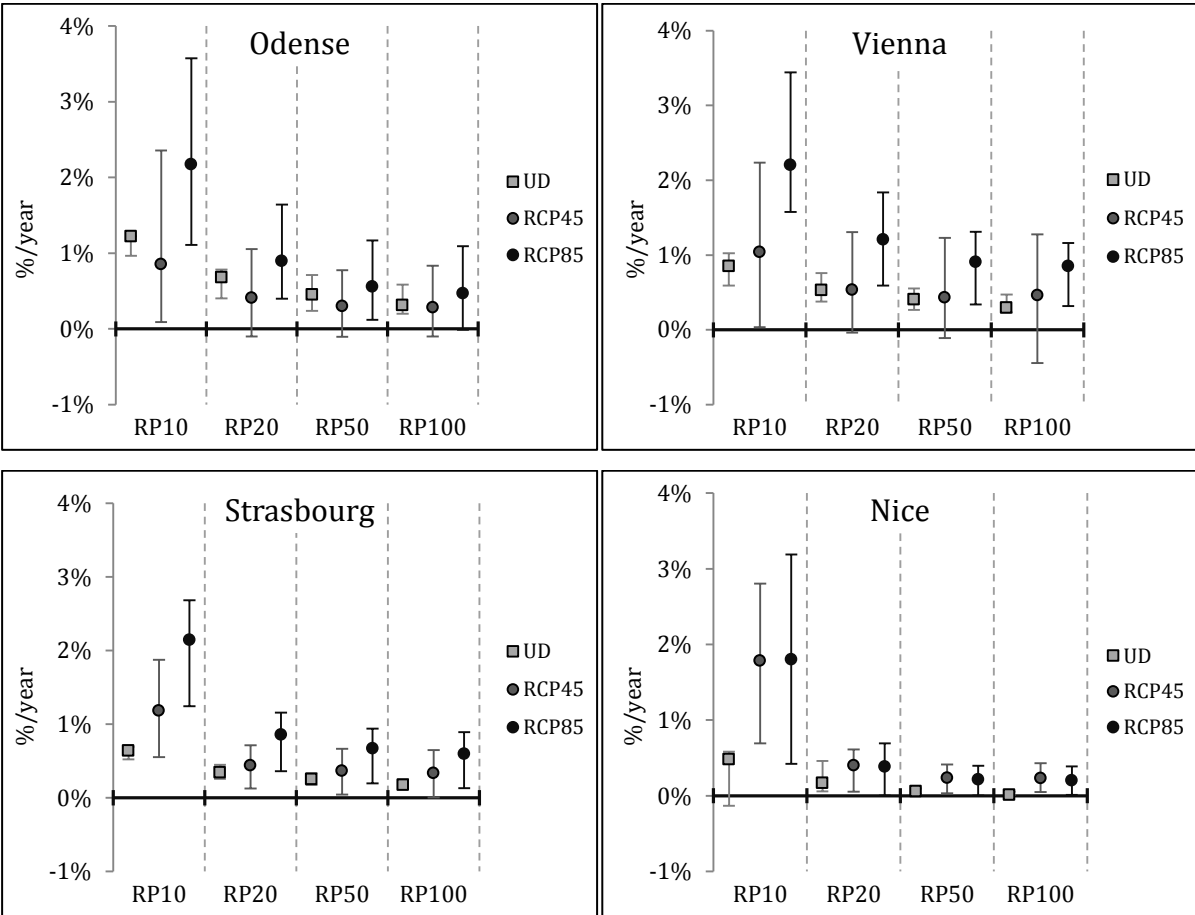 Odense
4%
3%
2%
1%
0%
-1%
%/year
RP10 RP20 RP50 RP100
UD
RCP45
RCP85
Vienna
4%
3%
2%
1%
0%
-1%
%/year
RP10 RP20 RP50 RP100
UD
RCP45
RCP85
Strasbourg
4%
3%
2%
1%
0%
-1%
%/year
RP10 RP20 RP50 RP100
UD
RCP45
RCP85
Nice
4%
3%
2%
1%
0%
-1%
%/year
RP10 RP20 RP50 RP100
UD
RCP45
RCP85